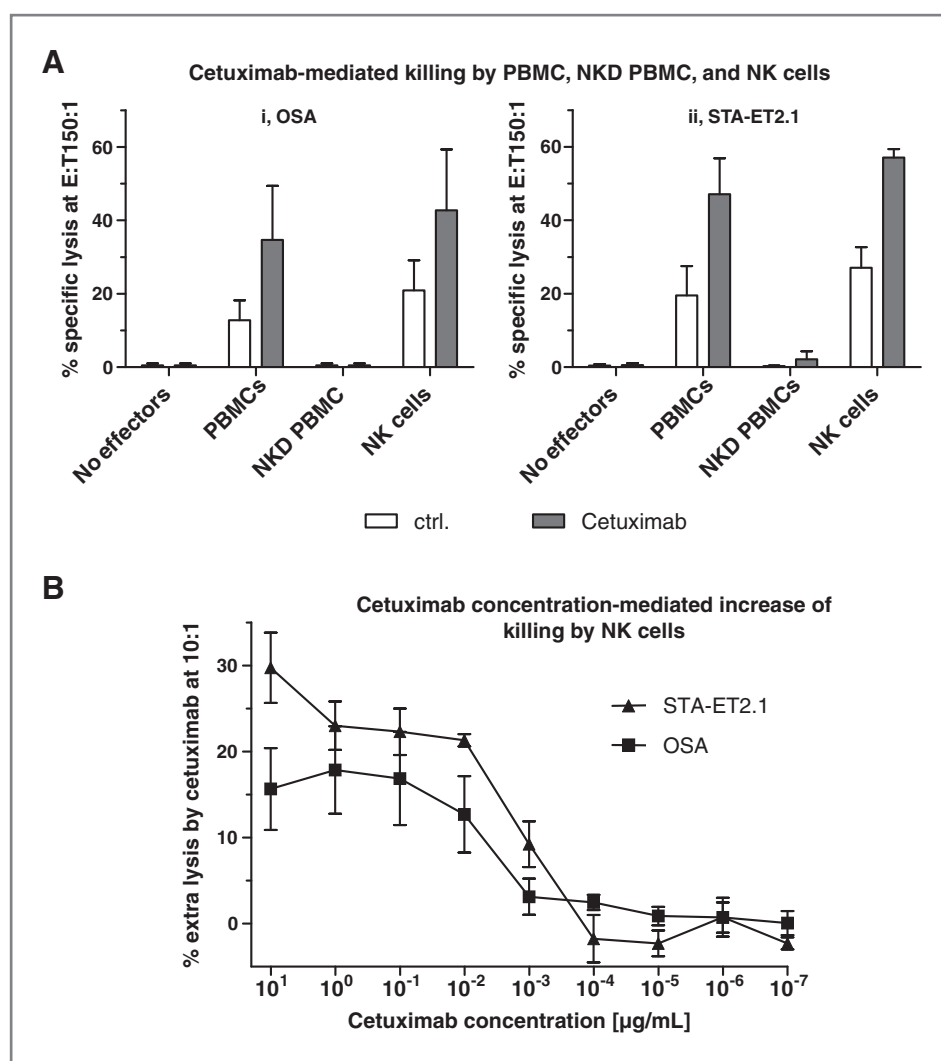 A
Cetuximab-mediated killing by PBMC, NKD PBMC, and NK cells
i, OSA
% specific lysis at E:T150:1
60
40
20
0
No effectors
PBMCs
NKD PBMC
NK cells
ii, STA-ET2.1
% specific lysis at E:T150:1
60
40
20
0
No effectors
PBMCs
NKD PBMCs
NK cells
ctrl.
Cetuximab
B
Cetuximab concentration-mediated increase of
killing by NK cells
% extra lysis by cetuximab at 10:1
30
20
10
0
STA-ET2.1
OSA
10¹ 10⁰ 10⁻¹ 10⁻² 10⁻³ 10⁻⁴ 10⁻⁵ 10⁻⁶ 10⁻⁷
Cetuximab concentration [µg/mL]